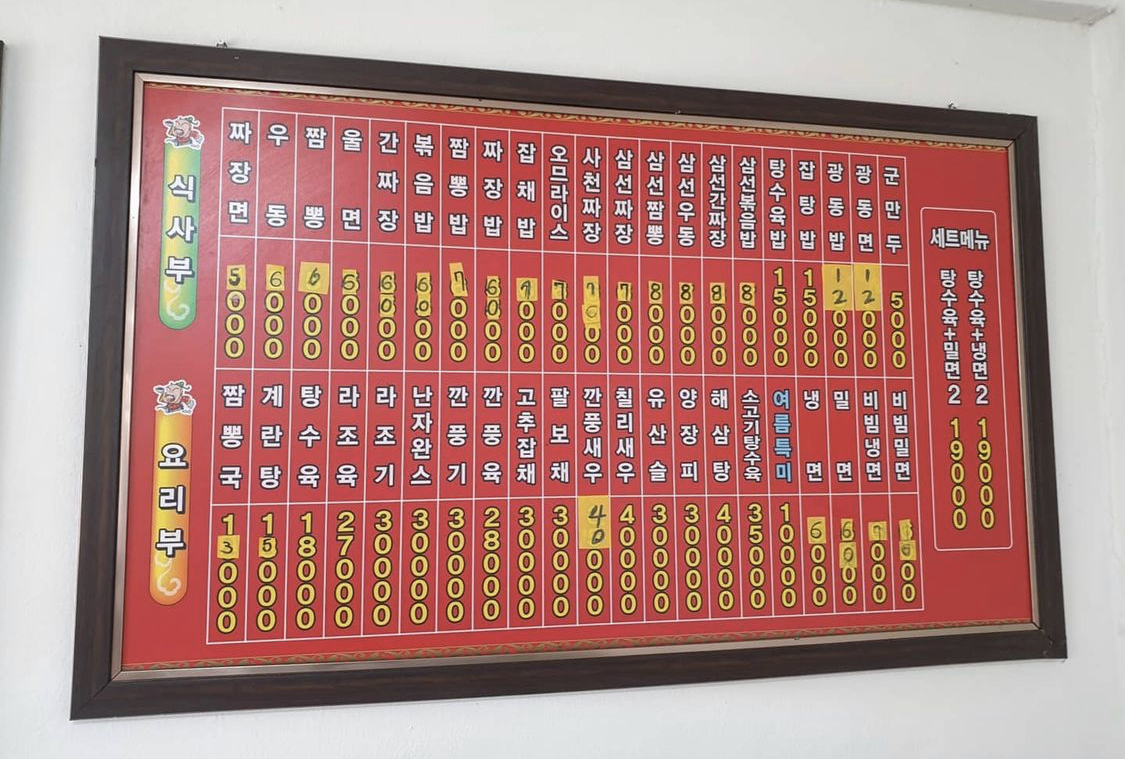 식사부
짜장면 5000
우동 6000
짬뽕 6000
울면 6000
간짜장 6000
볶음밥 6000
짬뽕밥 7000
짜장밥 6000
잡채밥
오므라이스 7000
사천짜장 7000
삼선짜장 7000
삼선짬뽕 8000
삼선우동 8000
삼선간짜장 8000
삼선볶음밥 8000
탕수육밥 15000
잡탕밥 15000
광동밥 12000
광동면 12000
군만두 5000
요리부
짬뽕국 13000
계란탕 15000
탕수육 18000
라조육 27000
라조기 30000
난자완스 30000
깐풍기 30000
깐풍육 28000
고추잡채 30000
팔보채 30000
깐풍새우 40000
칠리새우 40000
유산슬 30000
양장피 30000
해삼탕 40000
소고기탕수육 35000
여름특미 10000
냉면 6000
밀면 6000
비빔냉면 7000
비빔밀면
세트메뉴
탕수육+밀면2 19000
탕수육+냉면2 19000